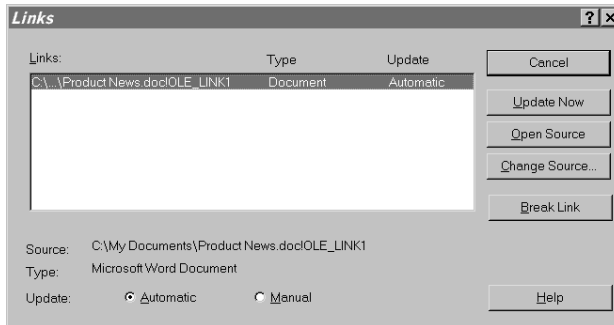 Links
Links: Type Update
C:\...\Product News.doc!OLE_LINK1 Document Automatic
Cancel
Update Now
Open Source
Change Source...
Break Link
Source: C:\My Documents\Product News.doc!OLE_LINK1
Type: Microsoft Word Document
Update: Automatic Manual
Help